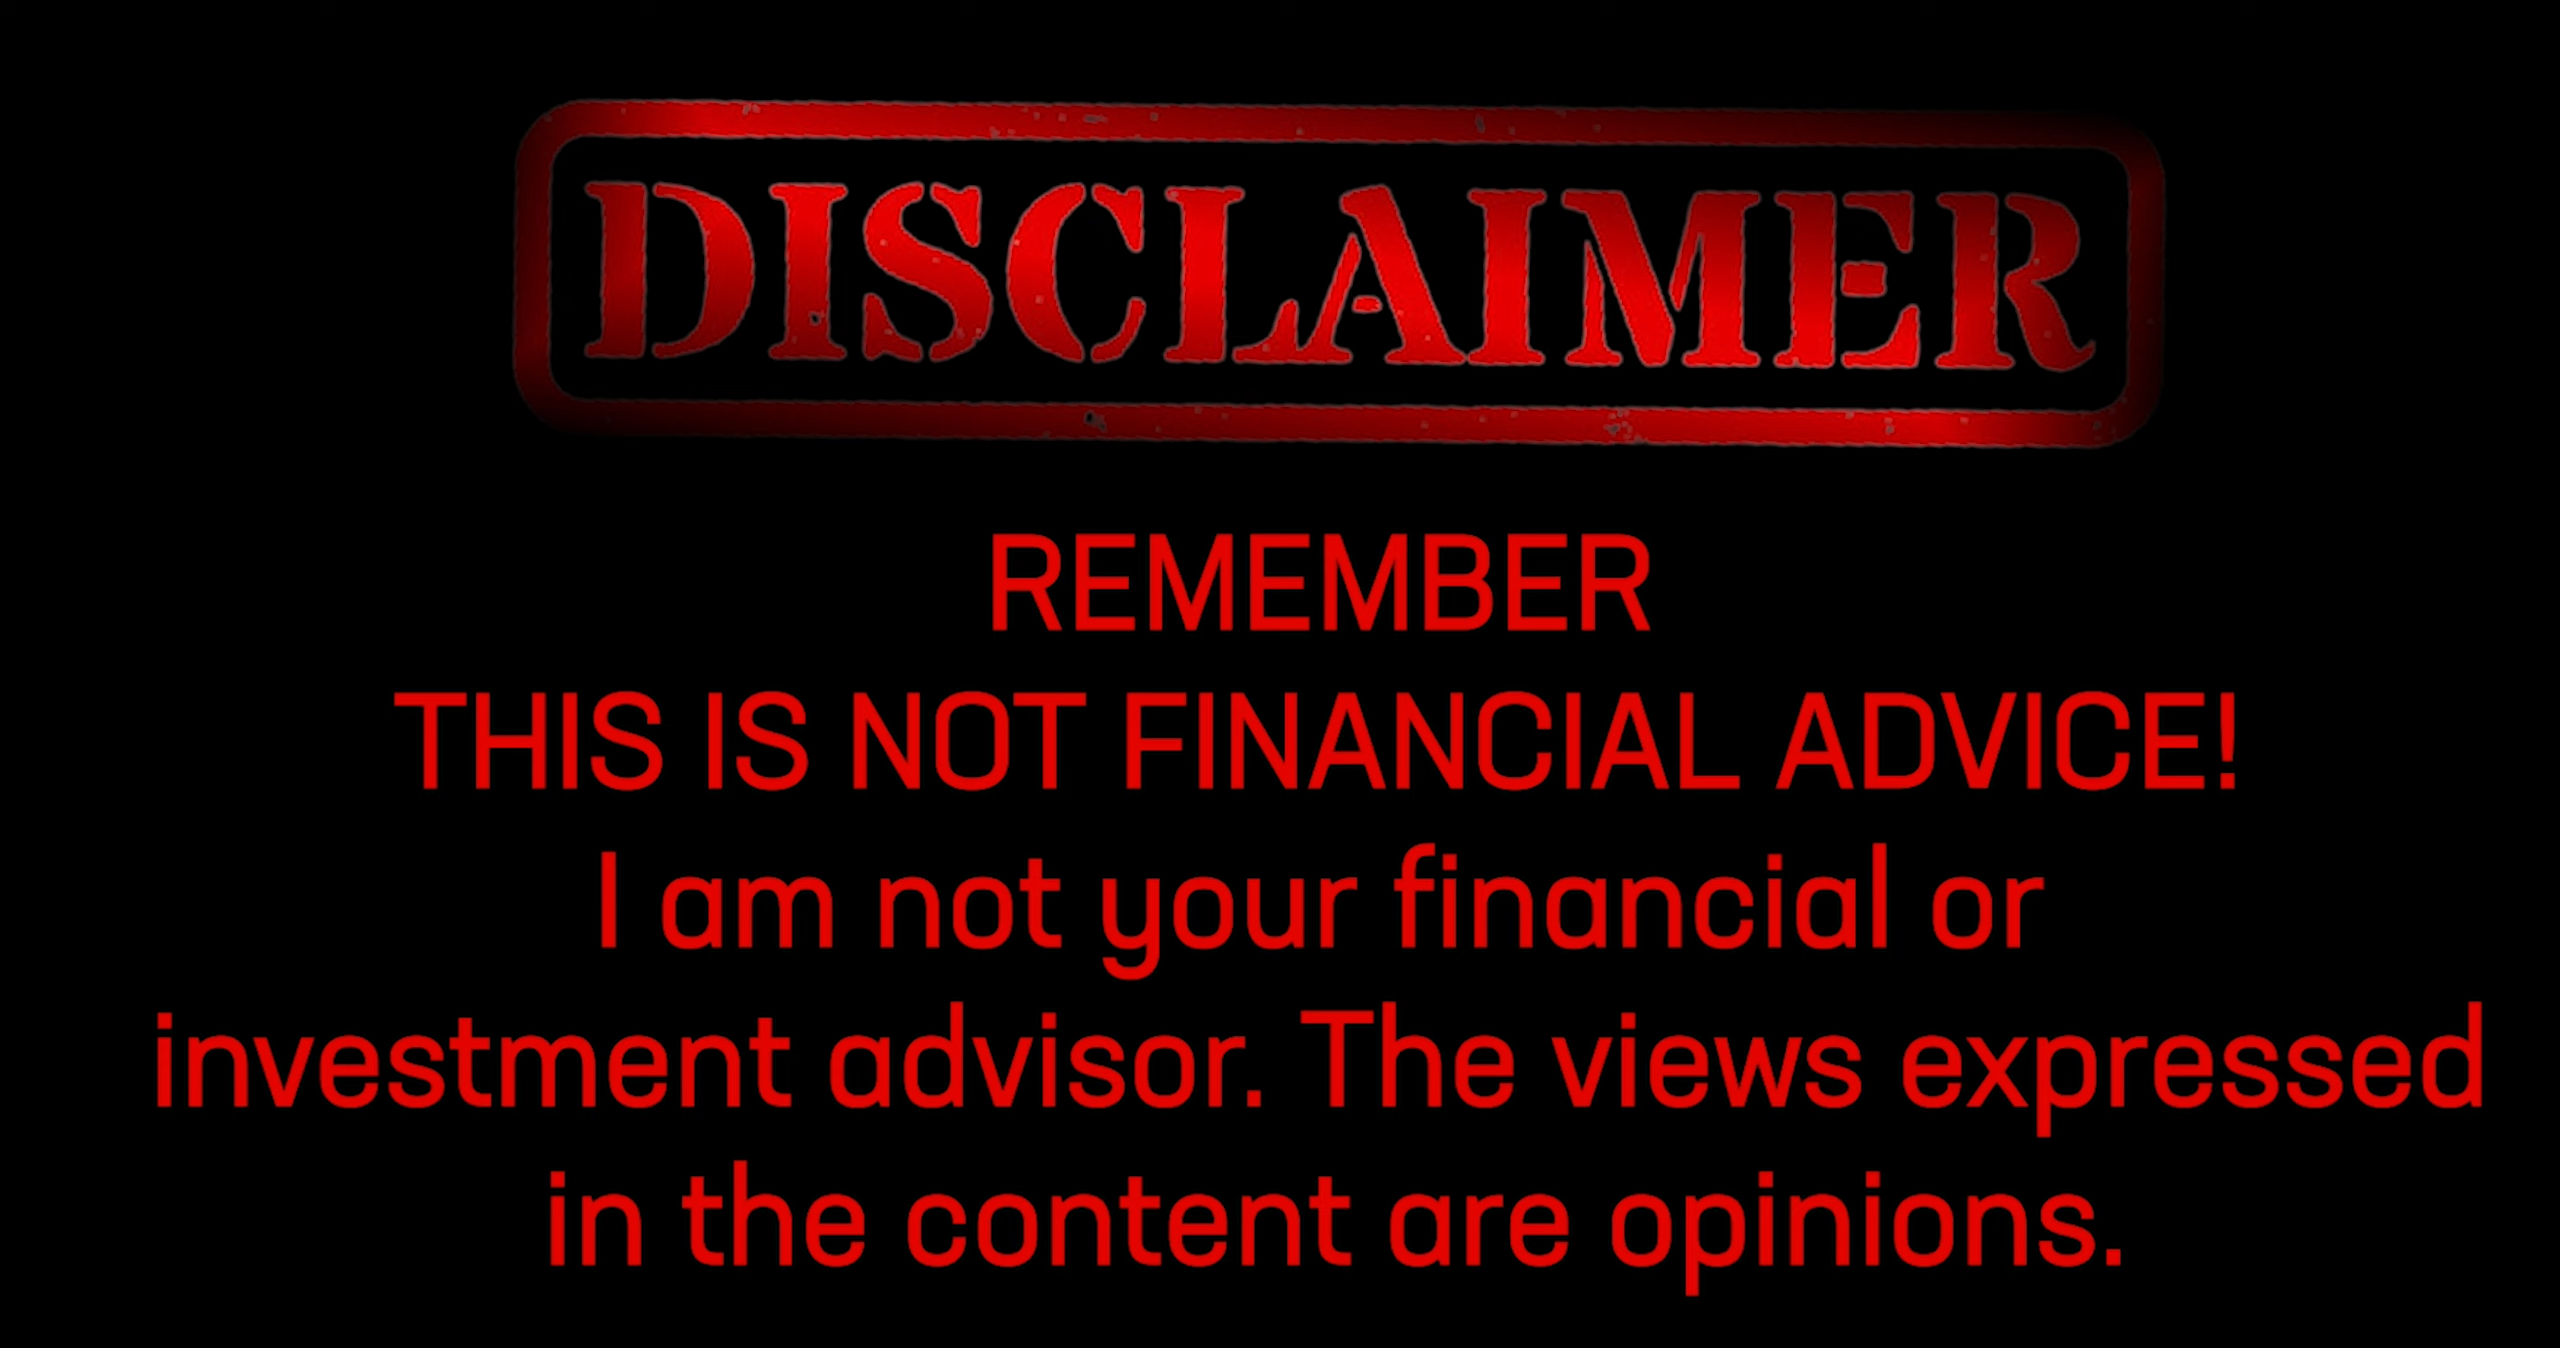 DISCLAIMER
REMEMBER
THIS IS NOT FINANCIAL ADVICE!
I am not your financial or
investment advisor. The views expressed
in the content are opinions.